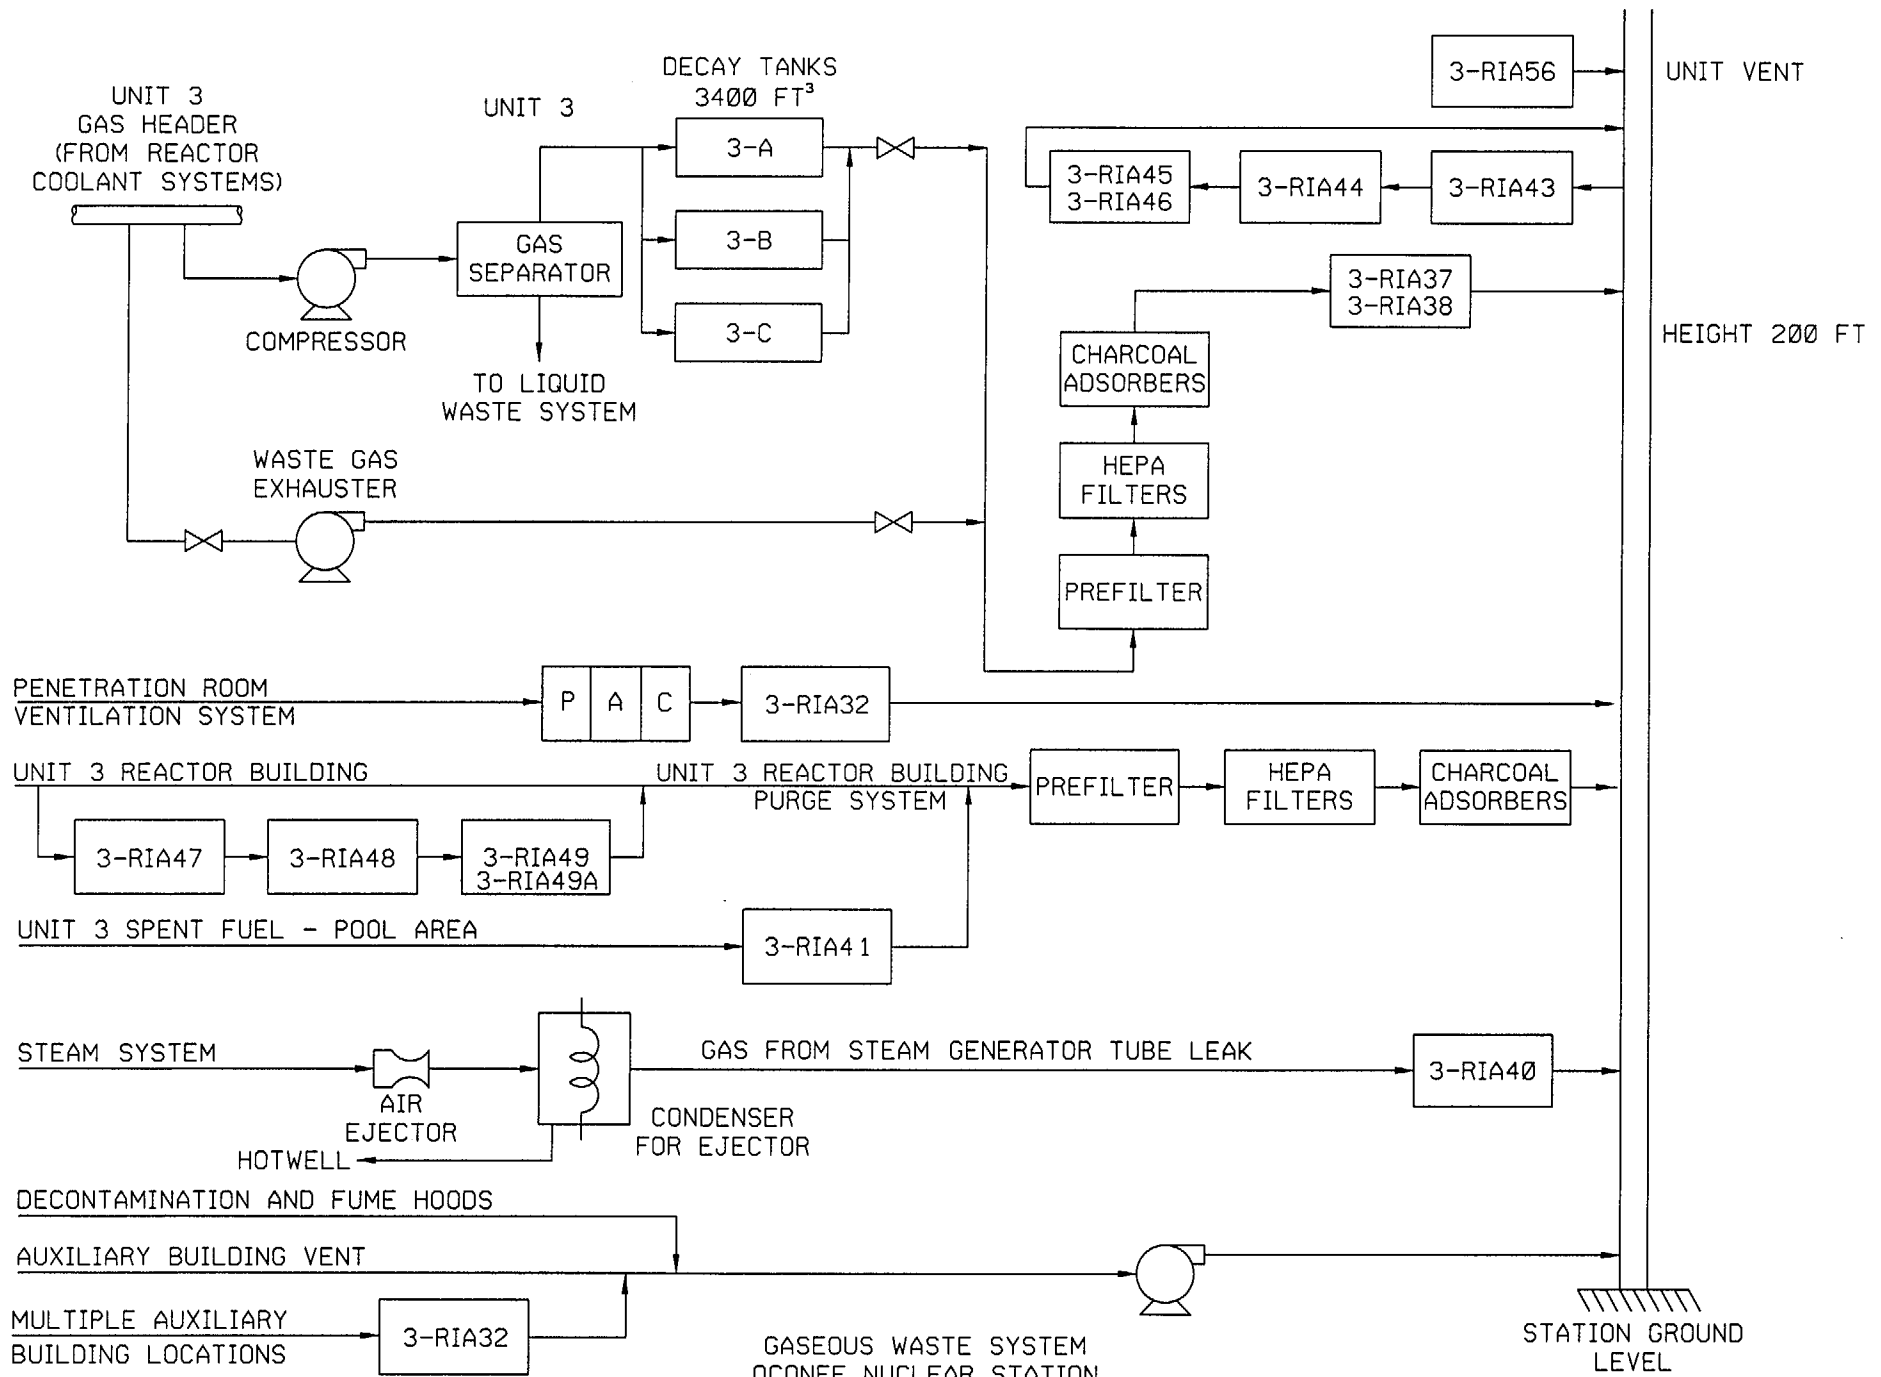 DECAY TANKS
3400 FT³
UNIT 3
GAS HEADER
(FROM REACTOR
COOLANT SYSTEMS)
UNIT 3
3-A
3-B
3-C
GAS
SEPARATOR
COMPRESSOR
TO LIQUID
WASTE SYSTEM
WASTE GAS
EXHAUSTER
3-RIA56
UNIT VENT
3-RIA45
3-RIA46
3-RIA44
3-RIA43
3-RIA37
3-RIA38
HEIGHT 200 FT
CHARCOAL
ADSORBERS
HEPA
FILTERS
PREFILTER
PENETRATION ROOM
VENTILATION SYSTEM
P A C
3-RIA32
UNIT 3 REACTOR BUILDING
UNIT 3 REACTOR BUILDING
PURGE SYSTEM
PREFILTER
HEPA
FILTERS
CHARCOAL
ADSORBERS
3-RIA47
3-RIA48
3-RIA49
3-RIA49A
UNIT 3 SPENT FUEL - POOL AREA
3-RIA41
STEAM SYSTEM
AIR
EJECTOR
HOTWELL
CONDENSER
FOR EJECTOR
GAS FROM STEAM GENERATOR TUBE LEAK
3-RIA40
DECONTAMINATION AND FUME HOODS
AUXILIARY BUILDING VENT
MULTIPLE AUXILIARY
BUILDING LOCATIONS
3-RIA32
STATION GROUND
LEVEL
GASEOUS WASTE SYSTEM
OCONEE NUCLEAR STATION